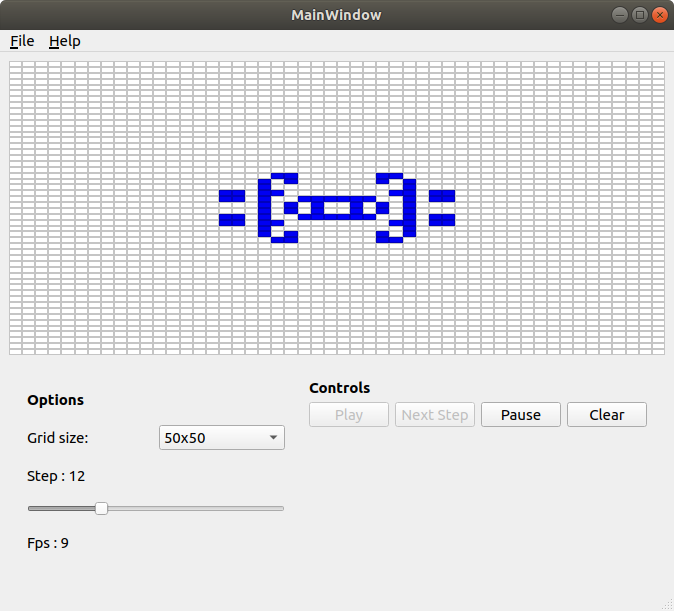 MainWindow
File Help
Options
Grid size: 50x50
Step : 12
Fps : 9
Controls
Play Next Step Pause Clear